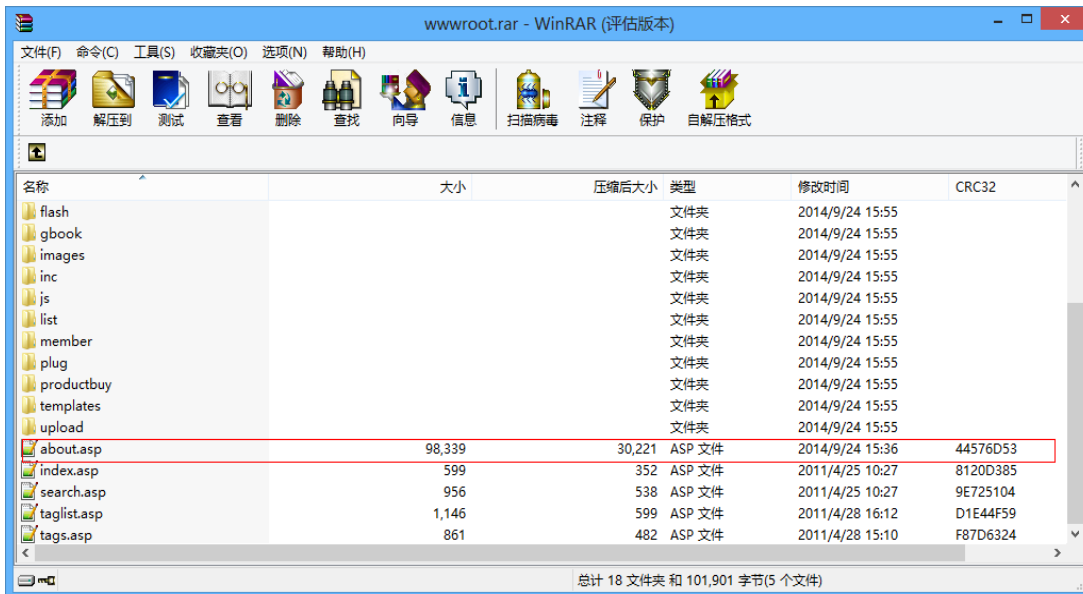 wwwroot.rar - WinRAR (评估版本)
文件(F) 命令(C) 工具(S) 收藏夹(O) 选项(N) 帮助(H)
添加 解压到 测试 查看 删除 查找 向导 信息 扫描病毒 注释 保护 自解压格式
名称 大小 压缩后大小 类型 修改时间 CRC32
flash 文件夹 2014/9/24 15:55
gbook 文件夹 2014/9/24 15:55
images 文件夹 2014/9/24 15:55
inc 文件夹 2014/9/24 15:55
js 文件夹 2014/9/24 15:55
list 文件夹 2014/9/24 15:55
member 文件夹 2014/9/24 15:55
plug 文件夹 2014/9/24 15:55
productbuy 文件夹 2014/9/24 15:55
templates 文件夹 2014/9/24 15:55
upload 文件夹 2014/9/24 15:55
about.asp 98,339 30,221 ASP 文件 2014/9/24 15:36 44576D53
index.asp 599 352 ASP 文件 2011/4/25 10:27 8120D385
search.asp 956 538 ASP 文件 2011/4/25 10:27 9E725104
taglist.asp 1,146 599 ASP 文件 2011/4/28 16:12 D1E44F59
tags.asp 861 482 ASP 文件 2011/4/28 15:10 F87D6324
总计 18 文件夹 和 101,901 字节(5 个文件)